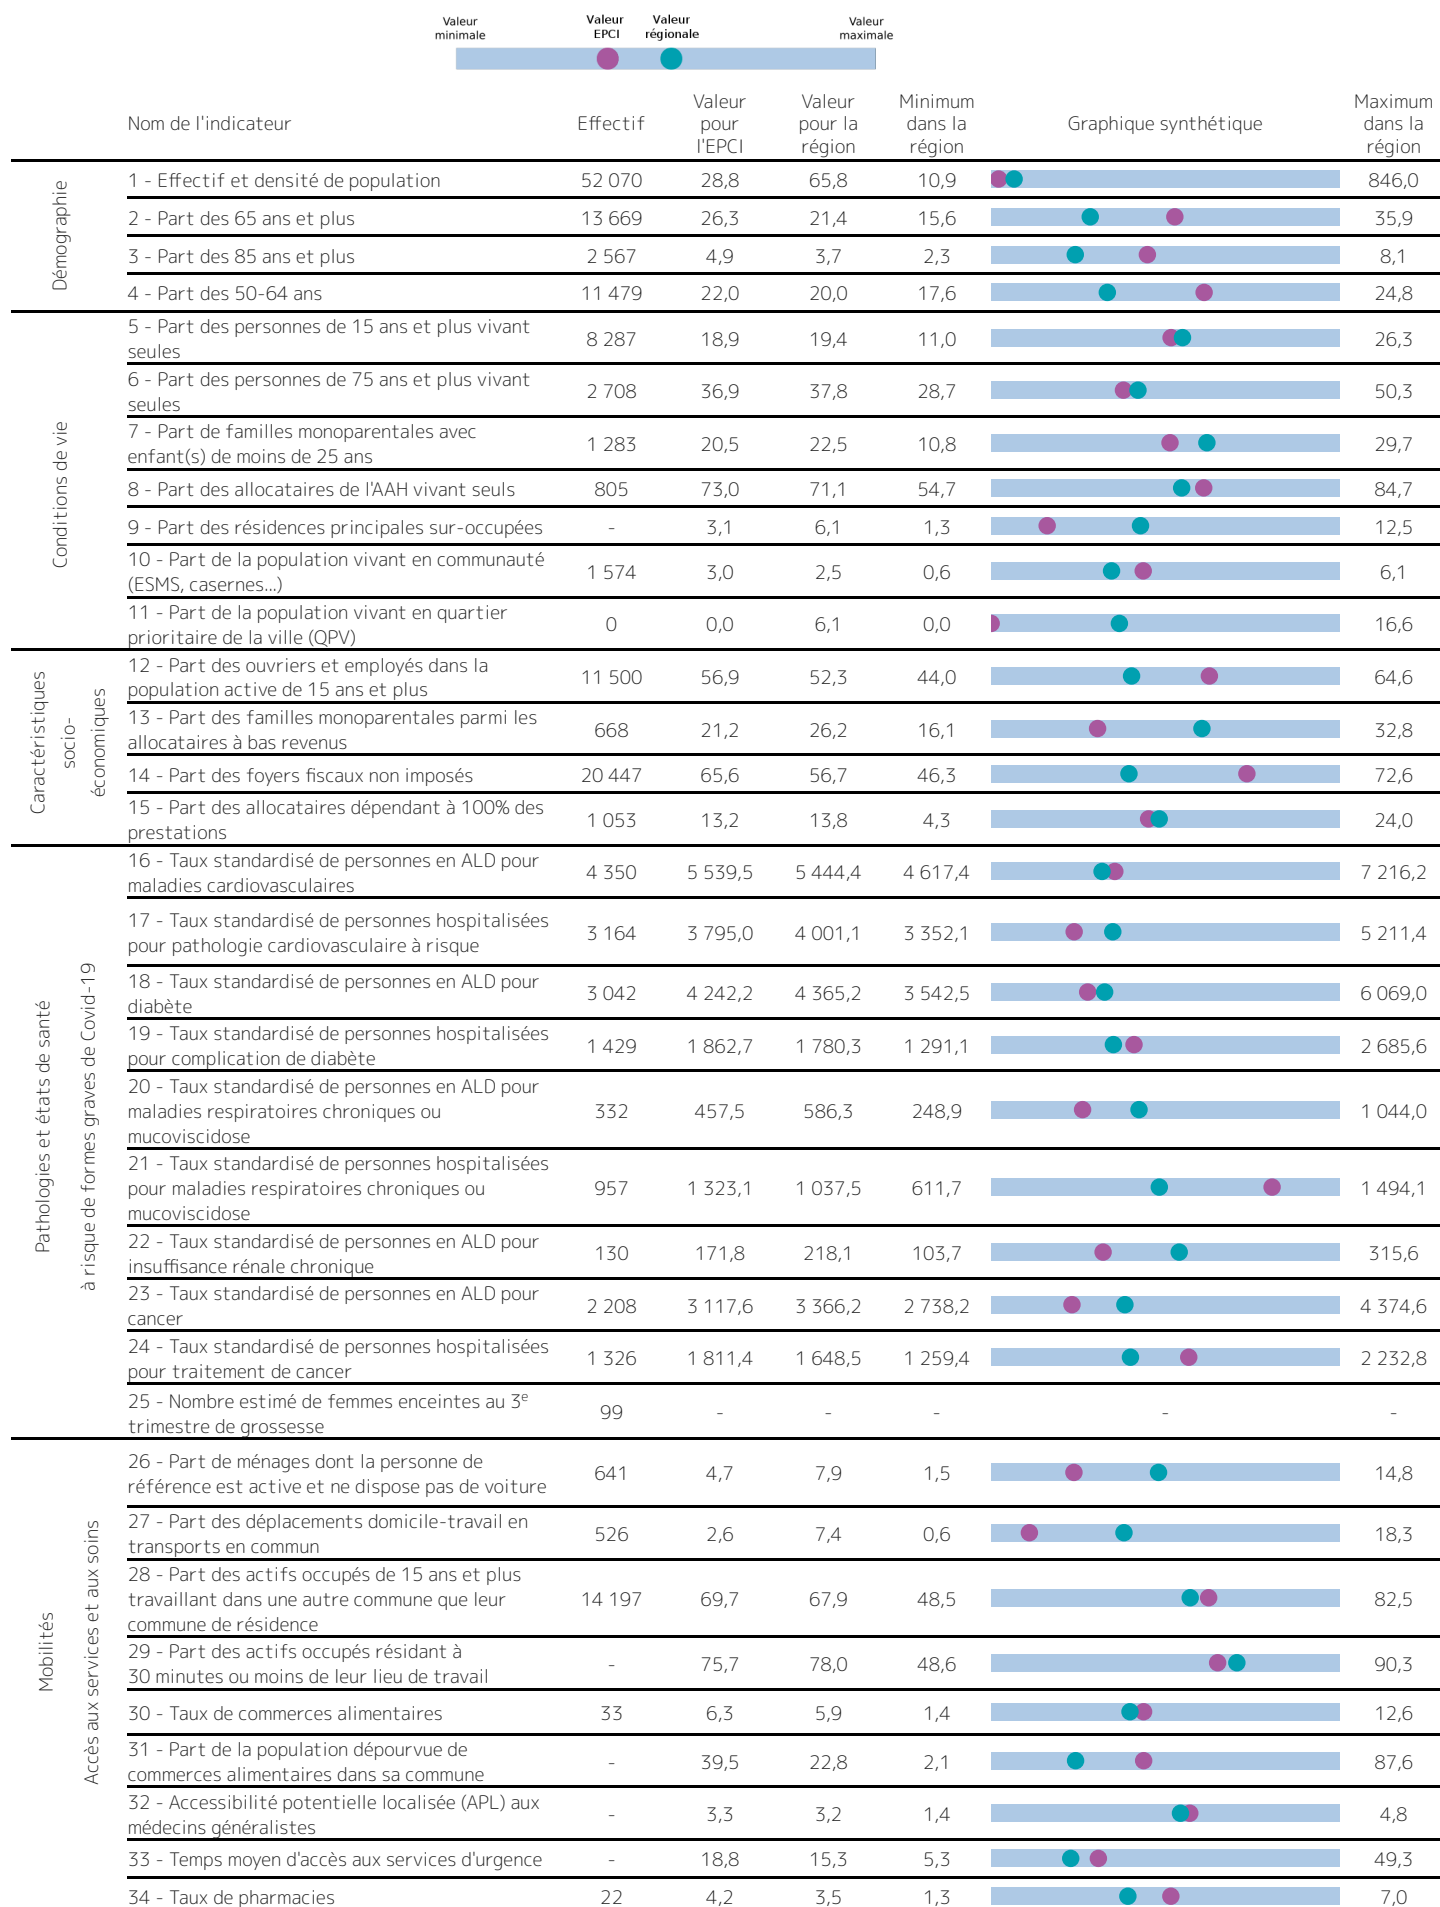 Valeur
minimale
Valeur
EPCI
Valeur
régionale
Valeur
maximale
Nom de l'indicateur
Effectif
Valeur
pour
l'EPCI
Valeur
pour la
région
Minimum
dans la
région
Graphique synthétique
Maximum
dans la
région
Démographie
1 - Effectif et densité de population 52 070 28,8 65,8 10,9 846,0
2 - Part des 65 ans et plus 13 669 26,3 21,4 15,6 35,9
3 - Part des 85 ans et plus 2 567 4,9 3,7 2,3 8,1
4 - Part des 50-64 ans 11 479 22,0 20,0 17,6 24,8
Conditions de vie
5 - Part des personnes de 15 ans et plus vivant
seules 8 287 18,9 19,4 11,0 26,3
6 - Part des personnes de 75 ans et plus vivant
seules 2 708 36,9 37,8 28,7 50,3
7 - Part de familles monoparentales avec
enfant(s) de moins de 25 ans 1 283 20,5 22,5 10,8 29,7
8 - Part des allocataires de l'AAH vivant seuls 805 73,0 71,1 54,7 84,7
9 - Part des résidences principales sur-occupées - 3,1 6,1 1,3 12,5
10 - Part de la population vivant en communauté
(ESMS, casernes...) 1 574 3,0 2,5 0,6 6,1
11 - Part de la population vivant en quartier
prioritaire de la ville (QPV) 0 0,0 6,1 0,0 16,6
Caractéristiques
socio-
économiques
12 - Part des ouvriers et employés dans la
population active de 15 ans et plus 11 500 56,9 52,3 44,0 64,6
13 - Part des familles monoparentales parmi les
allocataires à bas revenus 668 21,2 26,2 16,1 32,8
14 - Part des foyers fiscaux non imposés 20 447 65,6 56,7 46,3 72,6
15 - Part des allocataires dépendant à 100% des
prestations 1 053 13,2 13,8 4,3 24,0
Pathologies et états de santé
à risque de formes graves de Covid-19
16 - Taux standardisé de personnes en ALD pour
maladies cardiovasculaires 4 350 5 539,5 5 444,4 4 617,4 7 216,2
17 - Taux standardisé de personnes hospitalisées
pour pathologie cardiovasculaire à risque 3 164 3 795,0 4 001,1 3 352,1 5 211,4
18 - Taux standardisé de personnes en ALD pour
diabète 3 042 4 242,2 4 365,2 3 542,5 6 069,0
19 - Taux standardisé de personnes hospitalisées
pour complication de diabète 1 429 1 862,7 1 780,3 1 291,1 2 685,6
20 - Taux standardisé de personnes en ALD pour
maladies respiratoires chroniques ou
mucoviscidose 332 457,5 586,3 248,9 1 044,0
21 - Taux standardisé de personnes hospitalisées
pour maladies respiratoires chroniques ou
mucoviscidose 957 1 323,1 1 037,5 611,7 1 494,1
22 - Taux standardisé de personnes en ALD pour
insuffisance rénale chronique 130 171,8 218,1 103,7 315,6
23 - Taux standardisé de personnes en ALD pour
cancer 2 208 3 117,6 3 366,2 2 738,2 4 374,6
24 - Taux standardisé de personnes hospitalisées
pour traitement de cancer 1 326 1 811,4 1 648,5 1 259,4 2 232,8
25 - Nombre estimé de femmes enceintes au 3e
trimestre de grossesse 99 - - - - -
Mobilités
Accès aux services et aux soins
26 - Part de ménages dont la personne de
référence est active et ne dispose pas de voiture 641 4,7 7,9 1,5 14,8
27 - Part des déplacements domicile-travail en
transports en commun 526 2,6 7,4 0,6 18,3
28 - Part des actifs occupés de 15 ans et plus
travaillant dans une autre commune que leur
commune de résidence 14 197 69,7 67,9 48,5 82,5
29 - Part des actifs occupés résidant à
30 minutes ou moins de leur lieu de travail - 75,7 78,0 48,6 90,3
30 - Taux de commerces alimentaires 33 6,3 5,9 1,4 12,6
31 - Part de la population dépourvue de
commerces alimentaires dans sa commune - 39,5 22,8 2,1 87,6
32 - Accessibilité potentielle localisée (APL) aux
médecins généralistes - 3,3 3,2 1,4 4,8
33 - Temps moyen d'accès aux services d'urgence - 18,8 15,3 5,3 49,3
34 - Taux de pharmacies 22 4,2 3,5 1,3 7,0